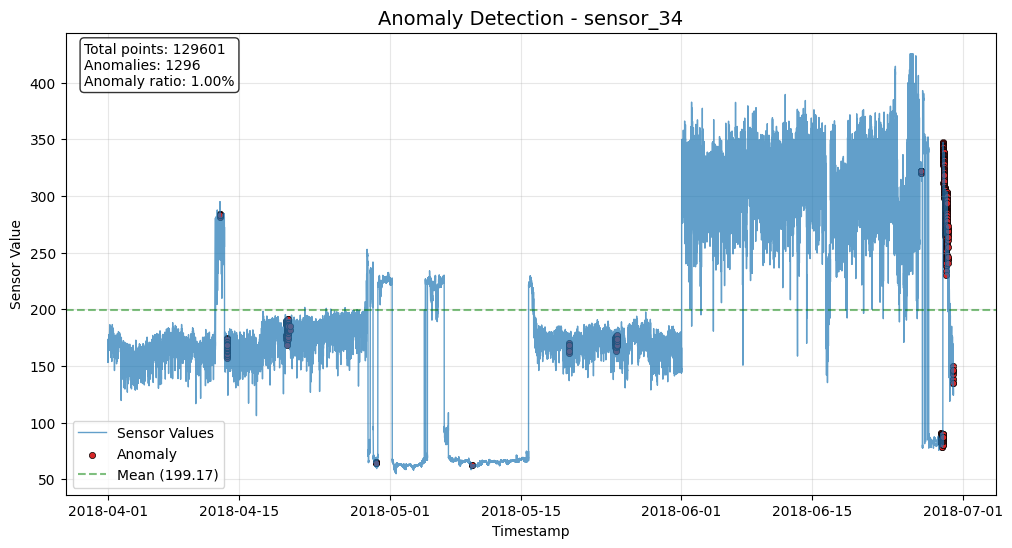 Anomaly Detection - sensor_34
Total points: 129601
Anomalies: 1296
Anomaly ratio: 1.00%
400
350
300
250
200
150
100
50
Sensor Value
Sensor Values
Anomaly
Mean (199.17)
2018-04-01
2018-04-15
2018-05-01
2018-05-15
2018-06-01
2018-06-15
2018-07-01
Timestamp